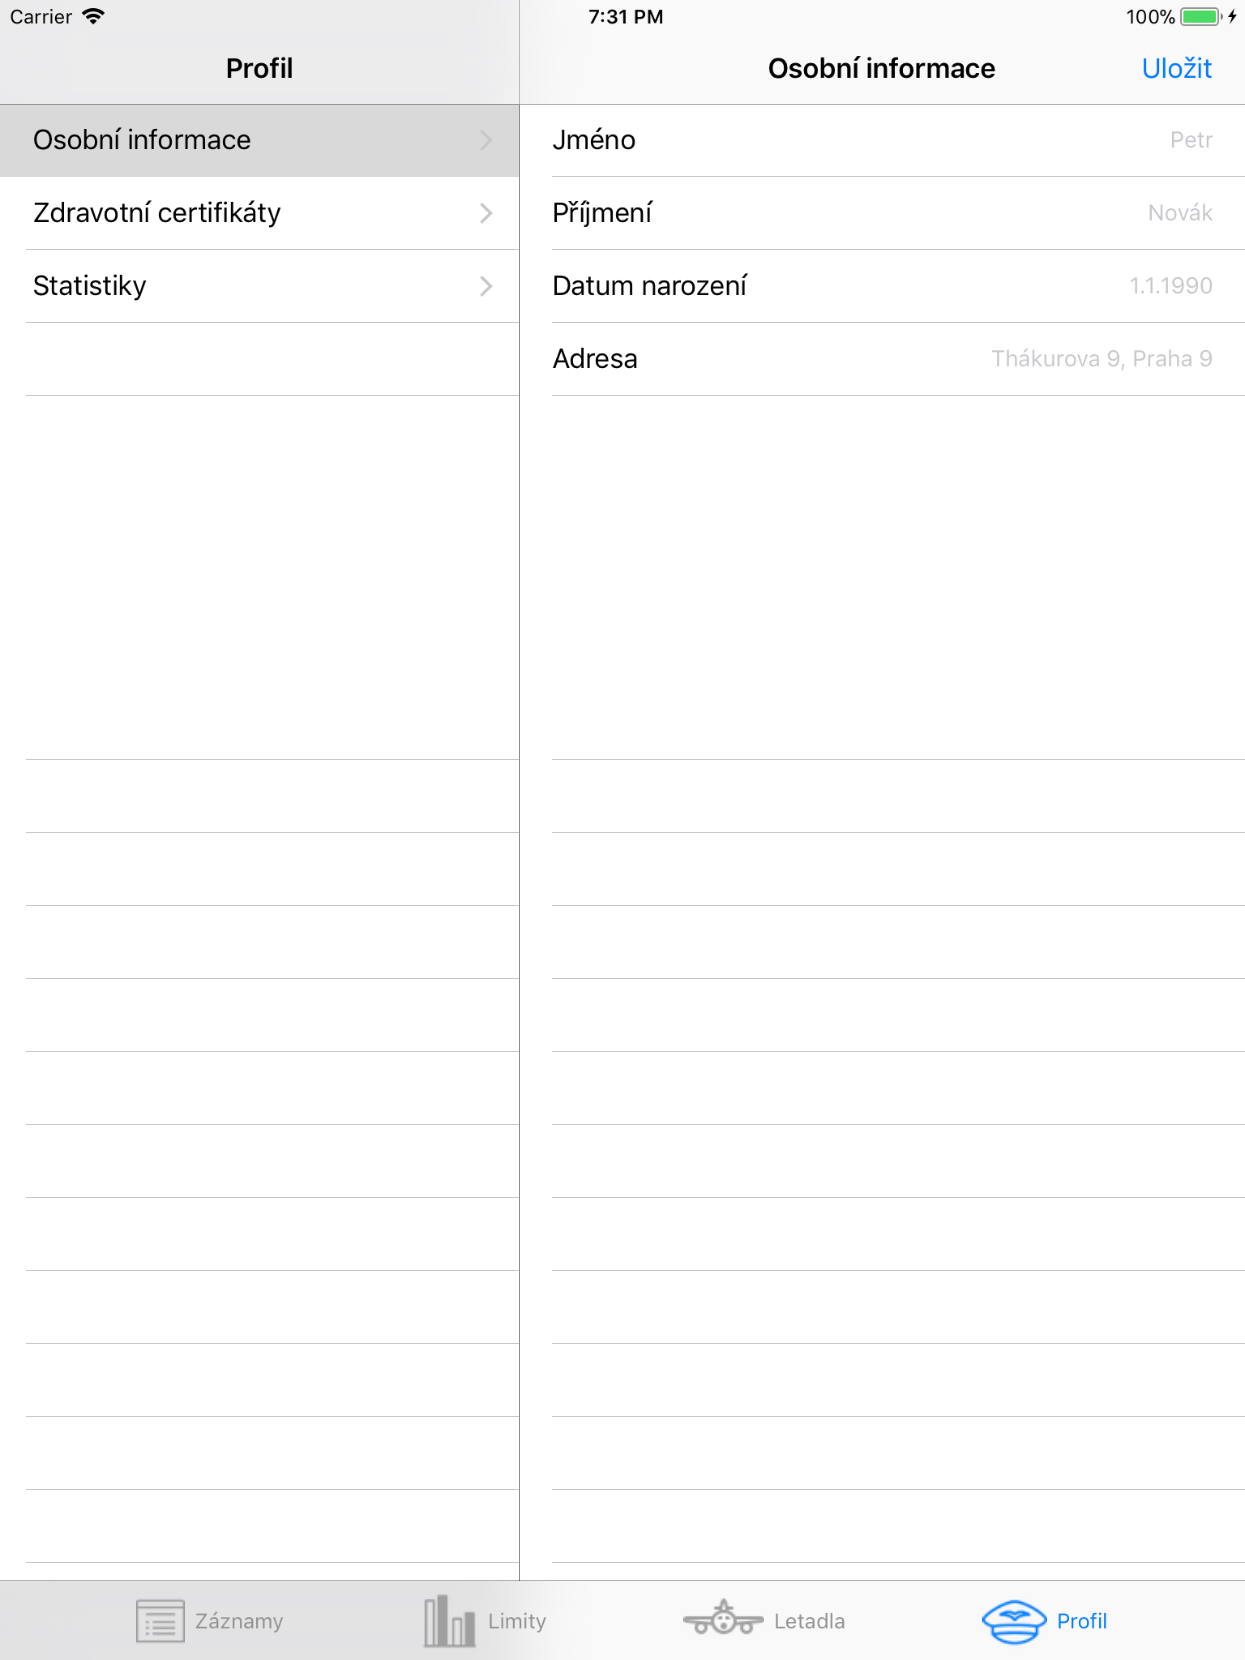 Carrier 7:31 PM 100%
Profil
Osobní informace Uložit
Osobní informace
Zdravotní certifikáty
Statistiky
Jméno Petr
Příjmení Novák
Datum narození 1.1.1990
Adresa Thákurova 9, Praha 9
Záznamy Limity Letadla Profil